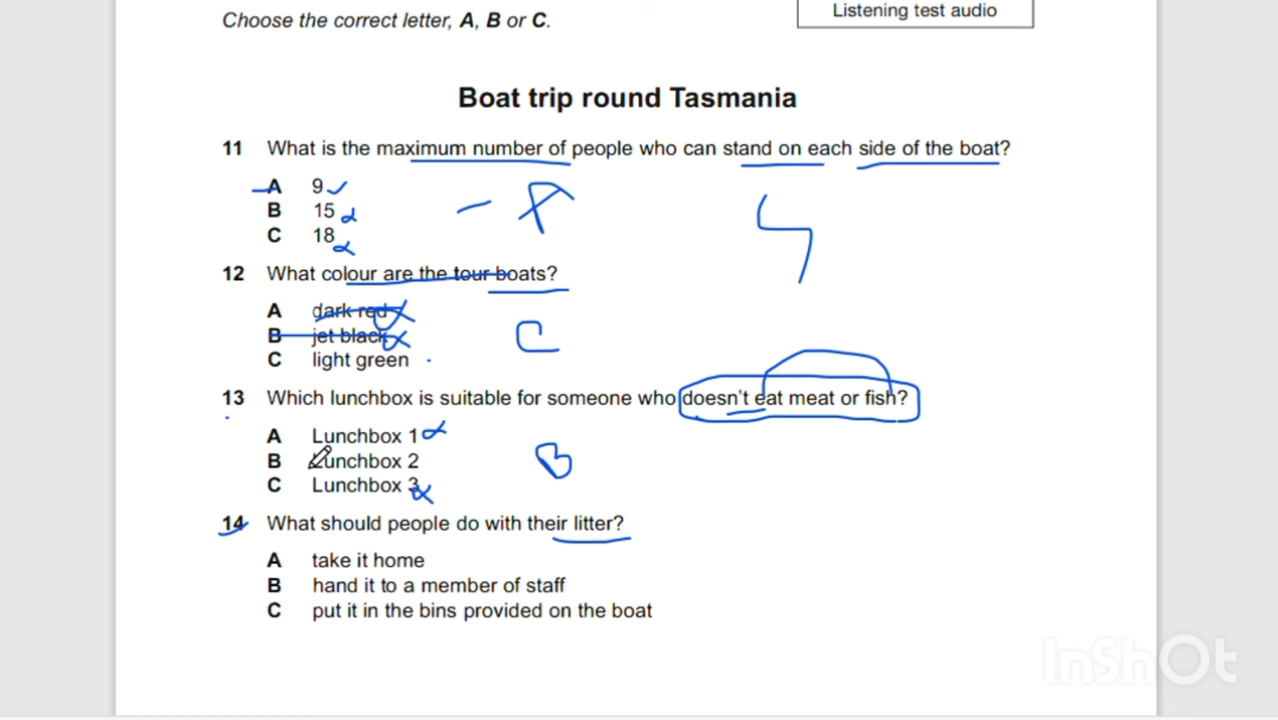 Choose the correct letter, A, B or C.
Listening test audio
Boat trip round Tasmania
11 What is the maximum number of people who can stand on each side of the boat?
A 9
B 15
C 18
12 What colour are the tour boats?
A dark red
B jet black
C light green
C
13 Which lunchbox is suitable for someone who doesn't eat meat or fish?
A Lunchbox 1
B Lunchbox 2
B
C Lunchbox 3
14 What should people do with their litter?
A take it home
B hand it to a member of staff
C put it in the bins provided on the boat
InShOt